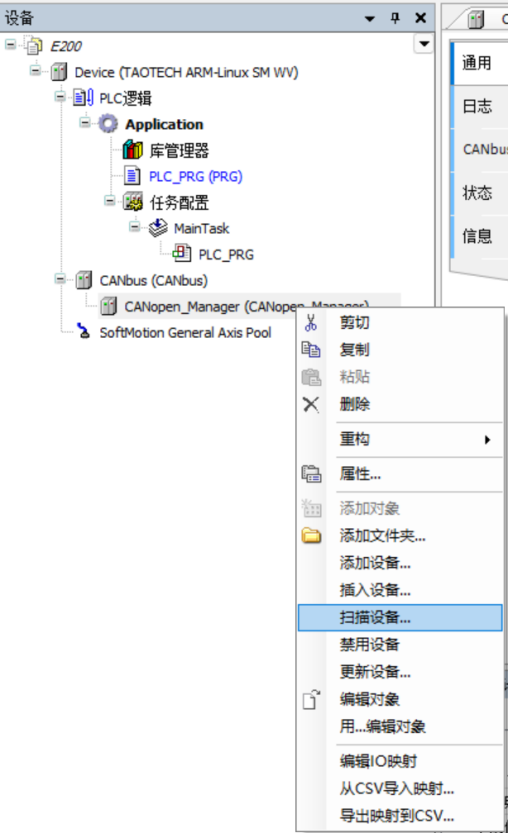 设备
E200
Device (TAOTECH ARM-Linux SM WV)
PLC逻辑
Application
库管理器
PLC_PRG (PRG)
任务配置
MainTask
PLC_PRG
CANbus (CANbus)
CANopen_Manager (CANopen_Manager)
SoftMotion General Axis Pool
通用
日志
CANbus
状态
信息
剪切
复制
粘贴
删除
重构
属性...
添加对象
添加文件夹...
添加设备...
插入设备...
扫描设备...
禁用设备
更新设备...
编辑对象
用...编辑对象
编辑IO映射
从CSV导入映射...
导出映射到CSV...